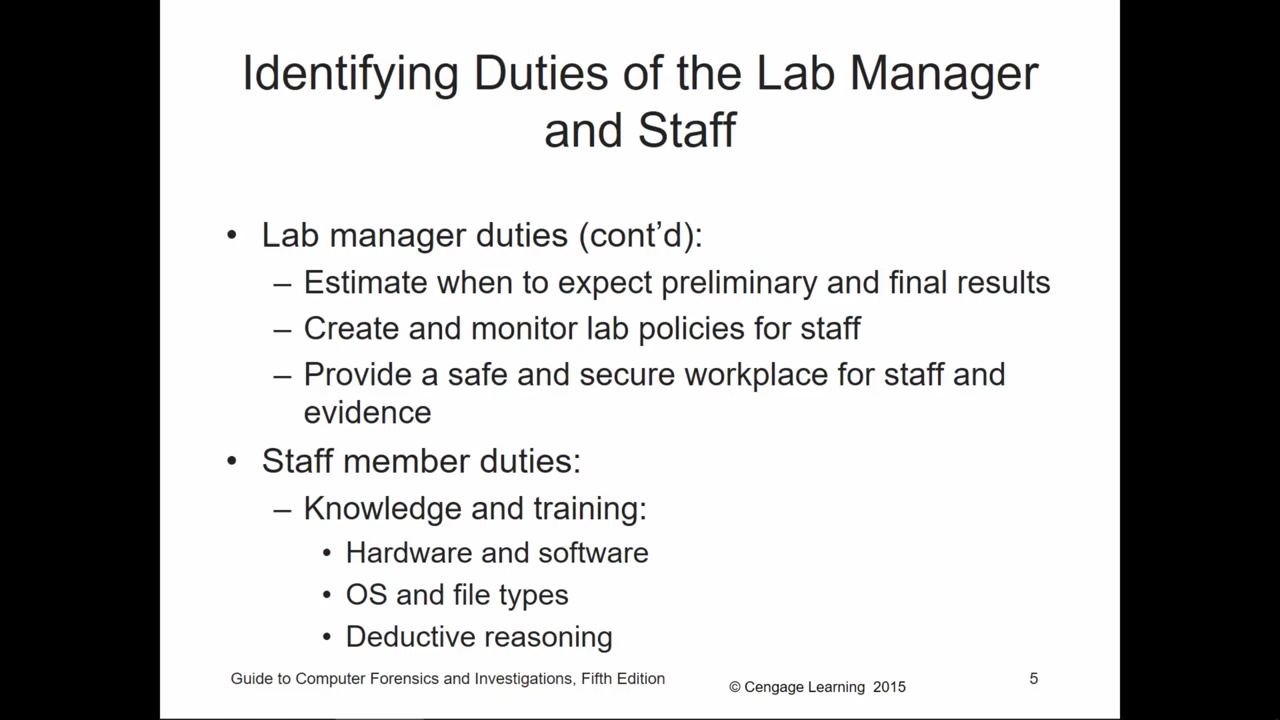 Identifying Duties of the Lab Manager
and Staff
• Lab manager duties (cont’d):
– Estimate when to expect preliminary and final results
– Create and monitor lab policies for staff
– Provide a safe and secure workplace for staff and
evidence
• Staff member duties:
– Knowledge and training:
• Hardware and software
• OS and file types
• Deductive reasoning
Guide to Computer Forensics and Investigations, Fifth Edition
© Cengage Learning 2015
5